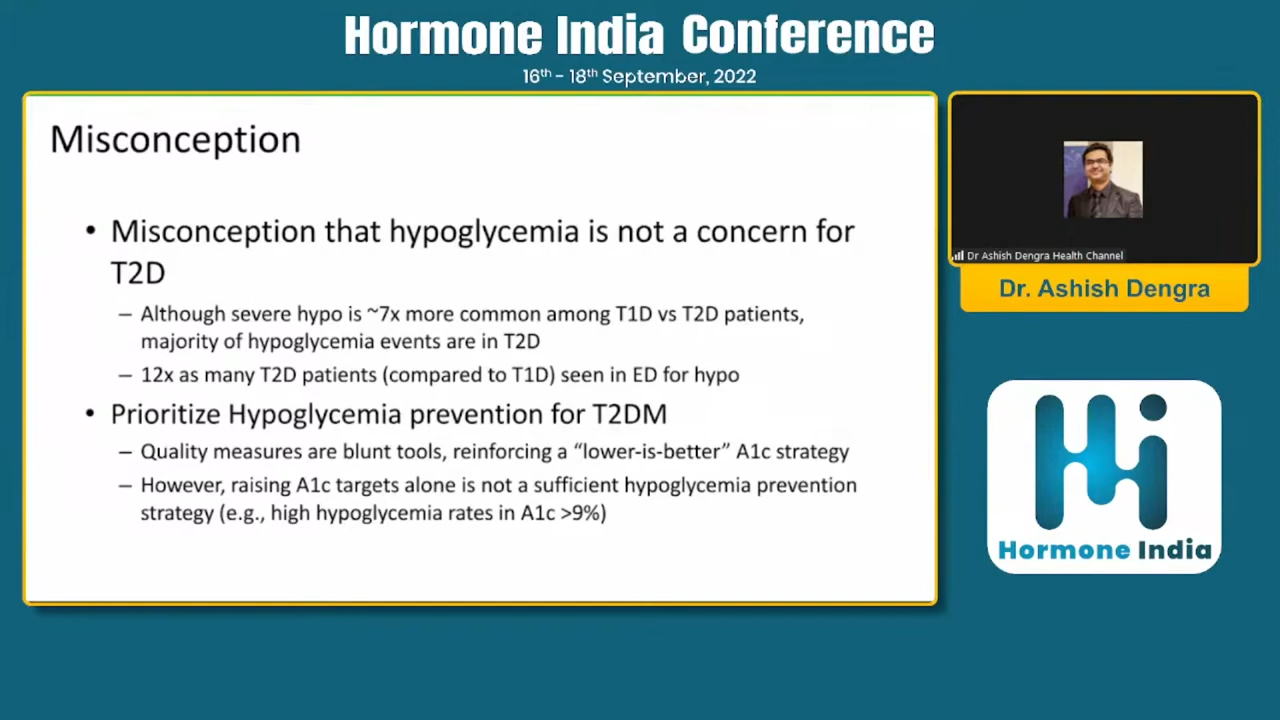 Hormone India Conference
16th - 18th September, 2022
Misconception
• Misconception that hypoglycemia is not a concern for
T2D
– Although severe hypo is ~7x more common among T1D vs T2D patients,
majority of hypoglycemia events are in T2D
– 12x as many T2D patients (compared to T1D) seen in ED for hypo
• Prioritize Hypoglycemia prevention for T2DM
– Quality measures are blunt tools, reinforcing a “lower-is-better” A1c strategy
– However, raising A1c targets alone is not a sufficient hypoglycemia prevention
strategy (e.g., high hypoglycemia rates in A1c >9%)
Dr Ashish Dengra Health Channel
Dr. Ashish Dengra
Hi
Hormone India